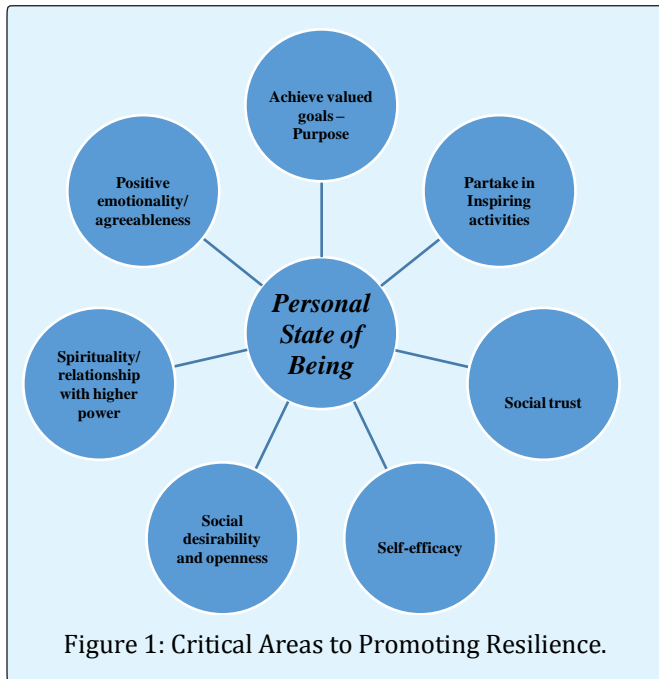 Achieve valued
goals –
Purpose
Partake in
Inspiring
activities
Social trust
Self-efficacy
Social
desirability
and openness
Spirituality/
relationship
with higher
power
Positive
emotionality/
agreeableness
Personal
State of
Being
Figure 1: Critical Areas to Promoting Resilience.